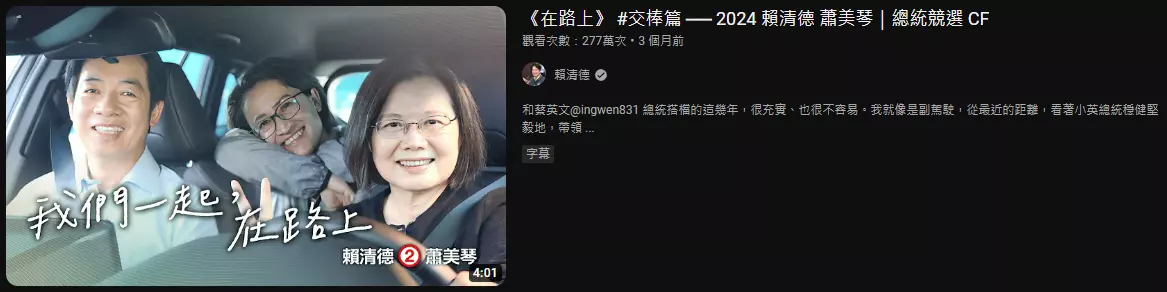 我們一起,
在路上
賴清德 2 蕭美琴
4:01
《在路上》 #交棒篇 ── 2024 賴清德 蕭美琴｜總統競選 CF
觀看次數：277萬次・3 個月前
賴清德
和蔡英文@ingwen831 總統搭檔的這幾年，很充實、也很不容易。我就像是副駕駛，從最近的距離，看著小英總統穩健堅
毅地，帶領 ...
字幕